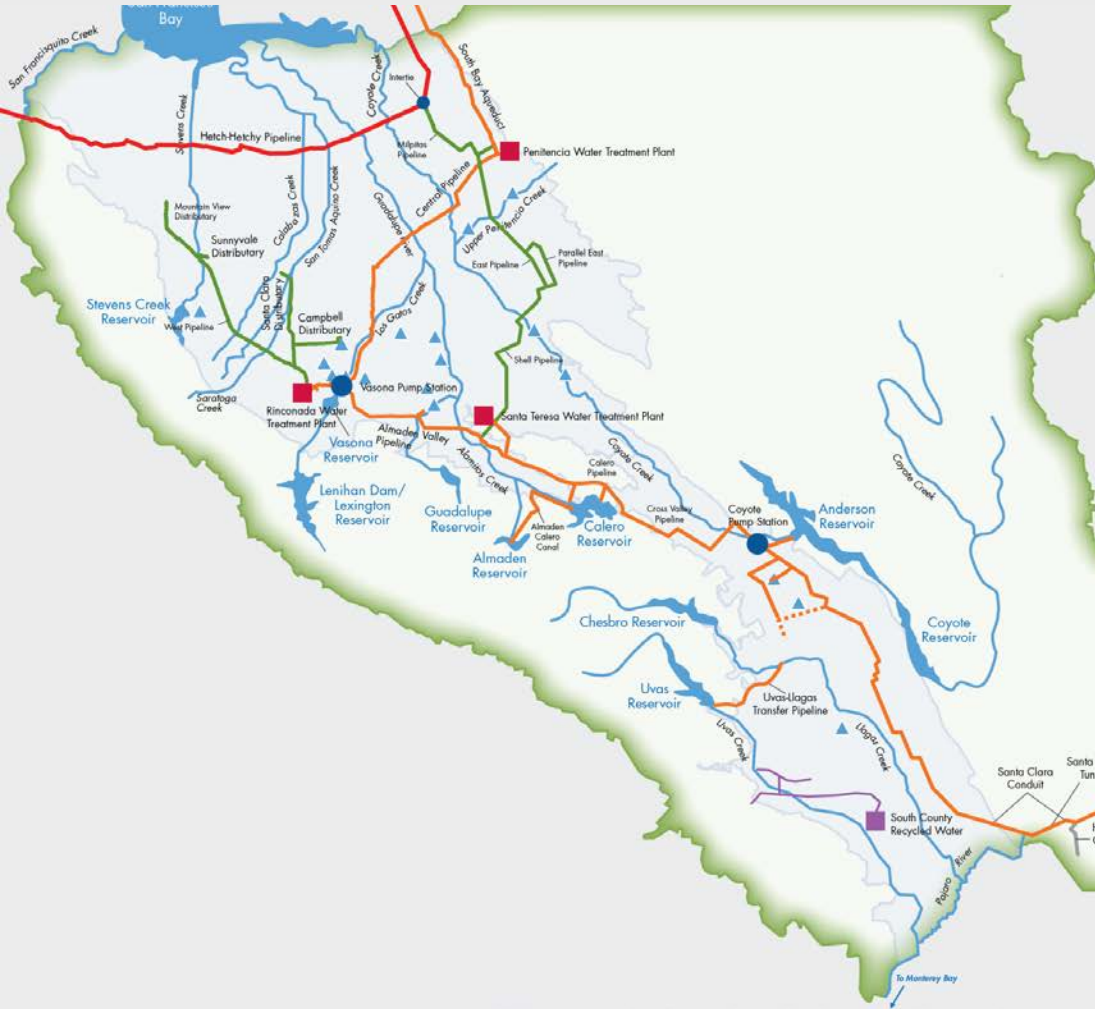 San Francisco
Bay
San Francisquito Creek
Stevens Creek
Hetch-Hetchy Pipeline
Coyote Creek
Intertie
South Bay Aqueduct
Milpitas
Pipeline
Penitencia Water Treatment Plant
Central Pipeline
Upper Penitencia Creek
Guadalupe River
Calabazas Creek
San Tomas Aquino Creek
Mountain View
Distributary
Sunnyvale
Distributary
East Pipeline
Parallel East
Pipeline
Stevens Creek
Reservoir
West Pipeline
Santa Clara
Distributary
Campbell
Distributary
Los Gatos Creek
Shell Pipeline
Saratoga
Creek
Rinconada Water
Treatment Plant
Vasona Pump Station
Santa Teresa Water Treatment Plant
Vasona
Reservoir
Almaden Valley
Pipeline
Alamitos Creek
Lenihan Dam/
Lexington
Reservoir
Guadalupe
Reservoir
Almaden
Calero
Canal
Almaden
Reservoir
Calero
Pipeline
Calero
Reservoir
Coyote Creek
Cross Valley
Pipeline
Coyote
Pump Station
Anderson
Reservoir
Coyote Creek
Coyote
Reservoir
Chesbro Reservoir
Uvas
Reservoir
Uvas-Llagas
Transfer Pipeline
Uvas Creek
Llagas Creek
South County
Recycled Water
Santa Clara
Conduit
Santa
Tun
H
C
Pajaro River
To Monterey Bay